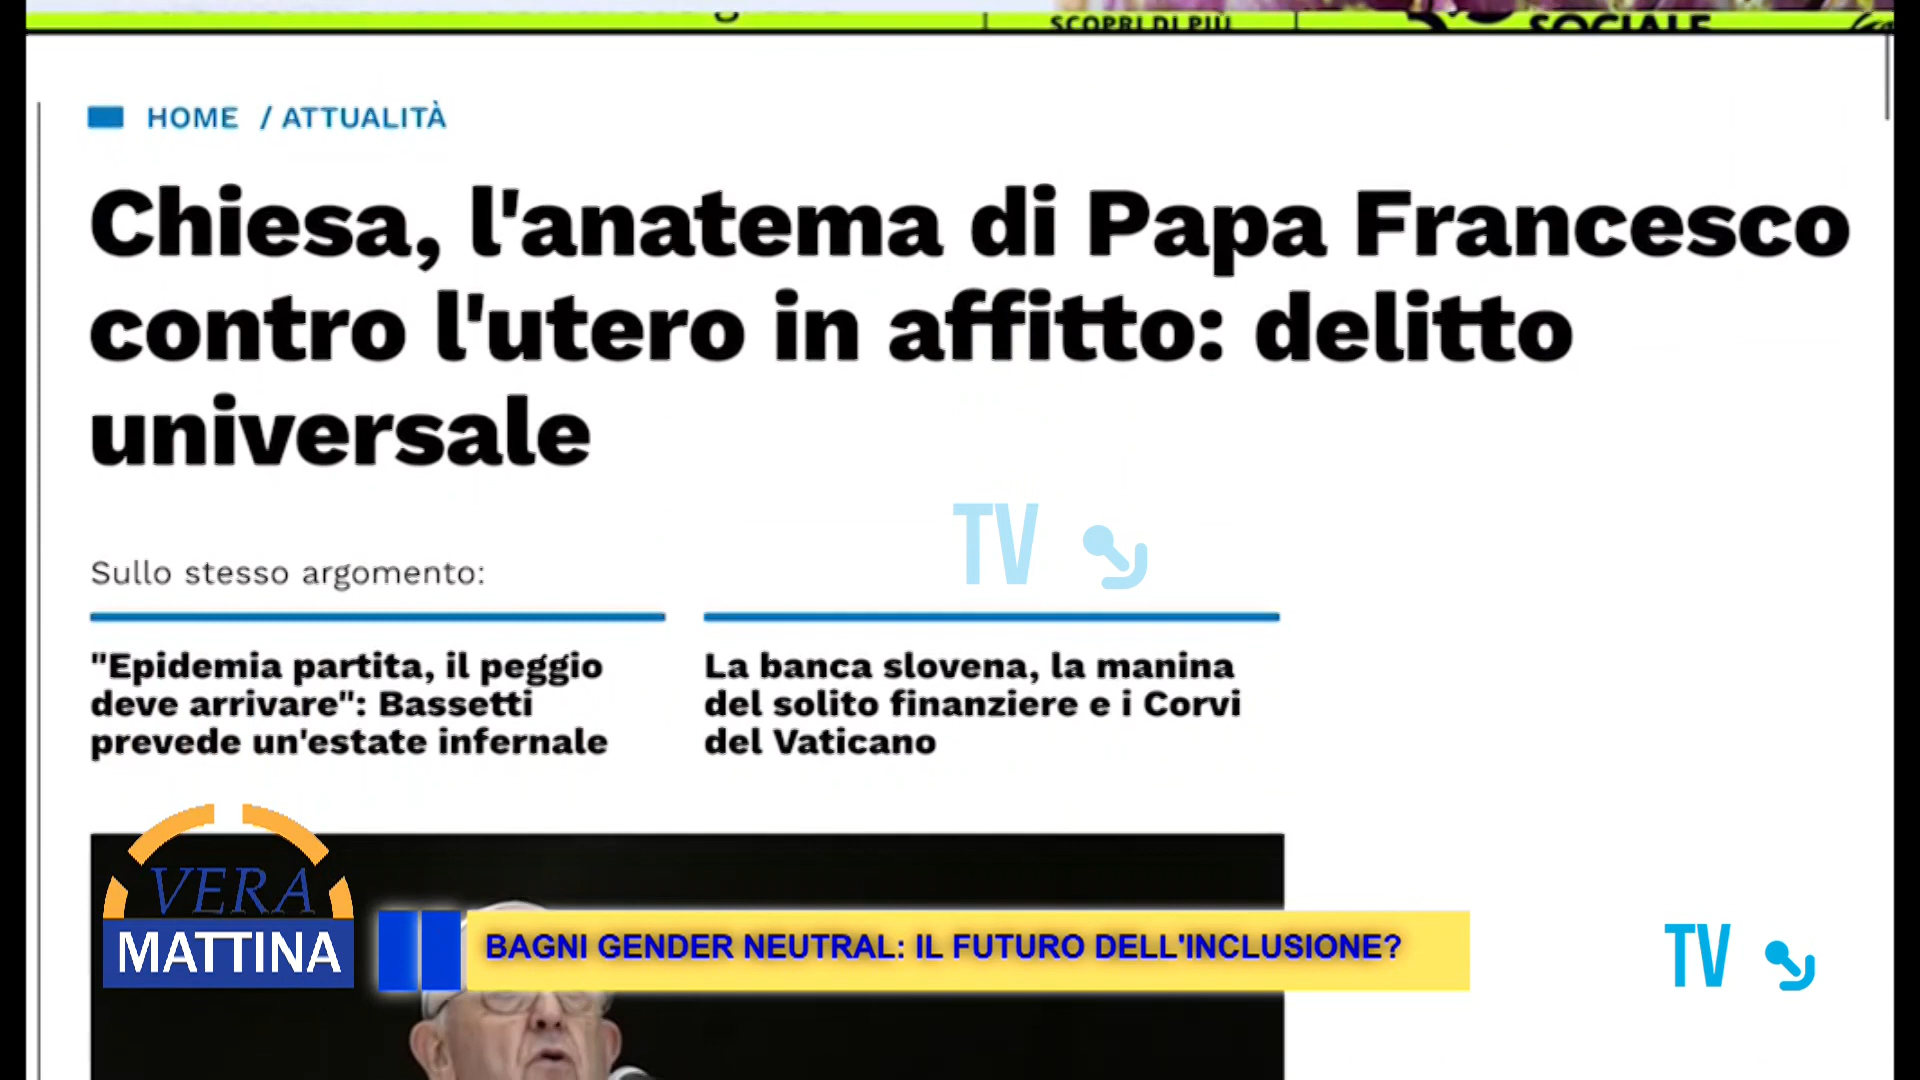 SCOPRI DI PIÙ
SOCIALE
HOME / ATTUALITÀ
Chiesa, l'anatema di Papa Francesco
contro l'utero in affitto: delitto
universale
TV
Sullo stesso argomento:
"Epidemia partita, il peggio
deve arrivare": Bassetti
prevede un'estate infernale
La banca slovena, la manina
del solito finanziere e i Corvi
del Vaticano
VERA
MATTINA
BAGNI GENDER NEUTRAL: IL FUTURO DELL'INCLUSIONE?
TV